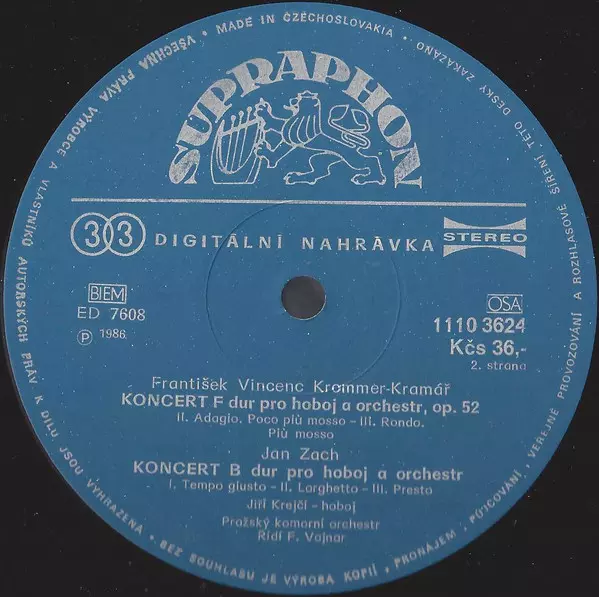 MADE IN CZECHOSLOVAKIA • VŠECHNA PRÁVA VÝROBCE A VLASTNÍKŮ AUTORSKÝCH PRÁV K DÍLU JSOU VYHRAZENA • BEZ SOUHLASU JE VÝROBA KOPIÍ, PRONÁJEM, PŮJČOVÁNÍ, VEŘEJNÉ PROVOZOVÁNÍ A ROZHLASOVÉ ŠÍŘENÍ TÉTO DESKY ZAKÁZÁNO •
SUPRAPHON
33 DIGITÁLNÍ NAHRÁVKA STEREO
BIEM
ED 7608
Ⓟ 1986
OSA
1110 3624
Kčs 36,-
2. strana
František Vincenc Krommer-Kramář
KONCERT F dur pro hoboj a orchestr, op. 52
II. Adagio. Poco più mosso – III. Rondo.
Più mosso
Jan Zach
KONCERT B dur pro hoboj a orchestr
I. Tempo giusto – II. Larghetto – III. Presto
Jiří Krejčí – hoboj
Pražský komorní orchestr
Řídí F. Vajnar